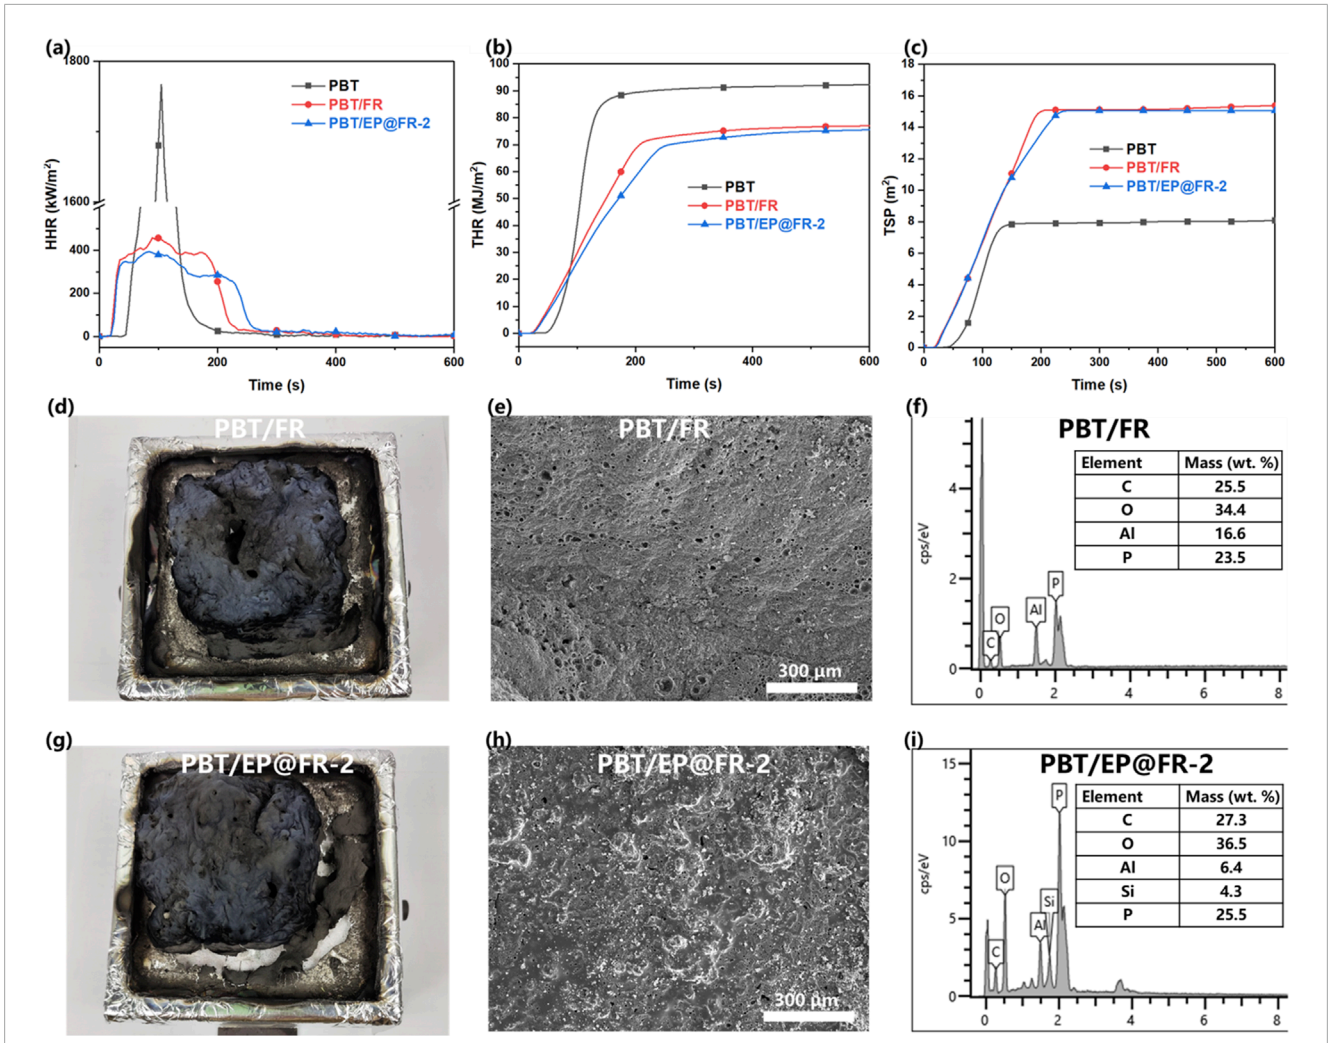 (a)
1800
1600
400
200
0
HHR (kW/m²)
PBT
PBT/FR
PBT/EP@FR-2
0 200 400 600
Time (s)
(b)
100
90
80
70
60
50
40
30
20
10
0
THR (MJ/m²)
PBT
PBT/FR
PBT/EP@FR-2
0 100 200 300 400 500 600
Time (s)
(c)
18
16
14
12
10
8
6
4
2
0
TSP (m²)
PBT
PBT/FR
PBT/EP@FR-2
0 100 200 300 400 500 600
Time (s)
(d)
PBT/FR
(e)
PBT/FR
300 μm
(f)
PBT/FR
Element Mass (wt. %)
C 25.5
O 34.4
Al 16.6
P 23.5
4
2
0
cps/eV
C
O
Al
P
0 2 4 6 8
(g)
PBT/EP@FR-2
(h)
PBT/EP@FR-2
300 μm
(i)
PBT/EP@FR-2
Element Mass (wt. %)
C 27.3
O 36.5
Al 6.4
Si 4.3
P 25.5
15
10
5
0
cps/eV
C
O
Al
Si
P
0 2 4 6 8